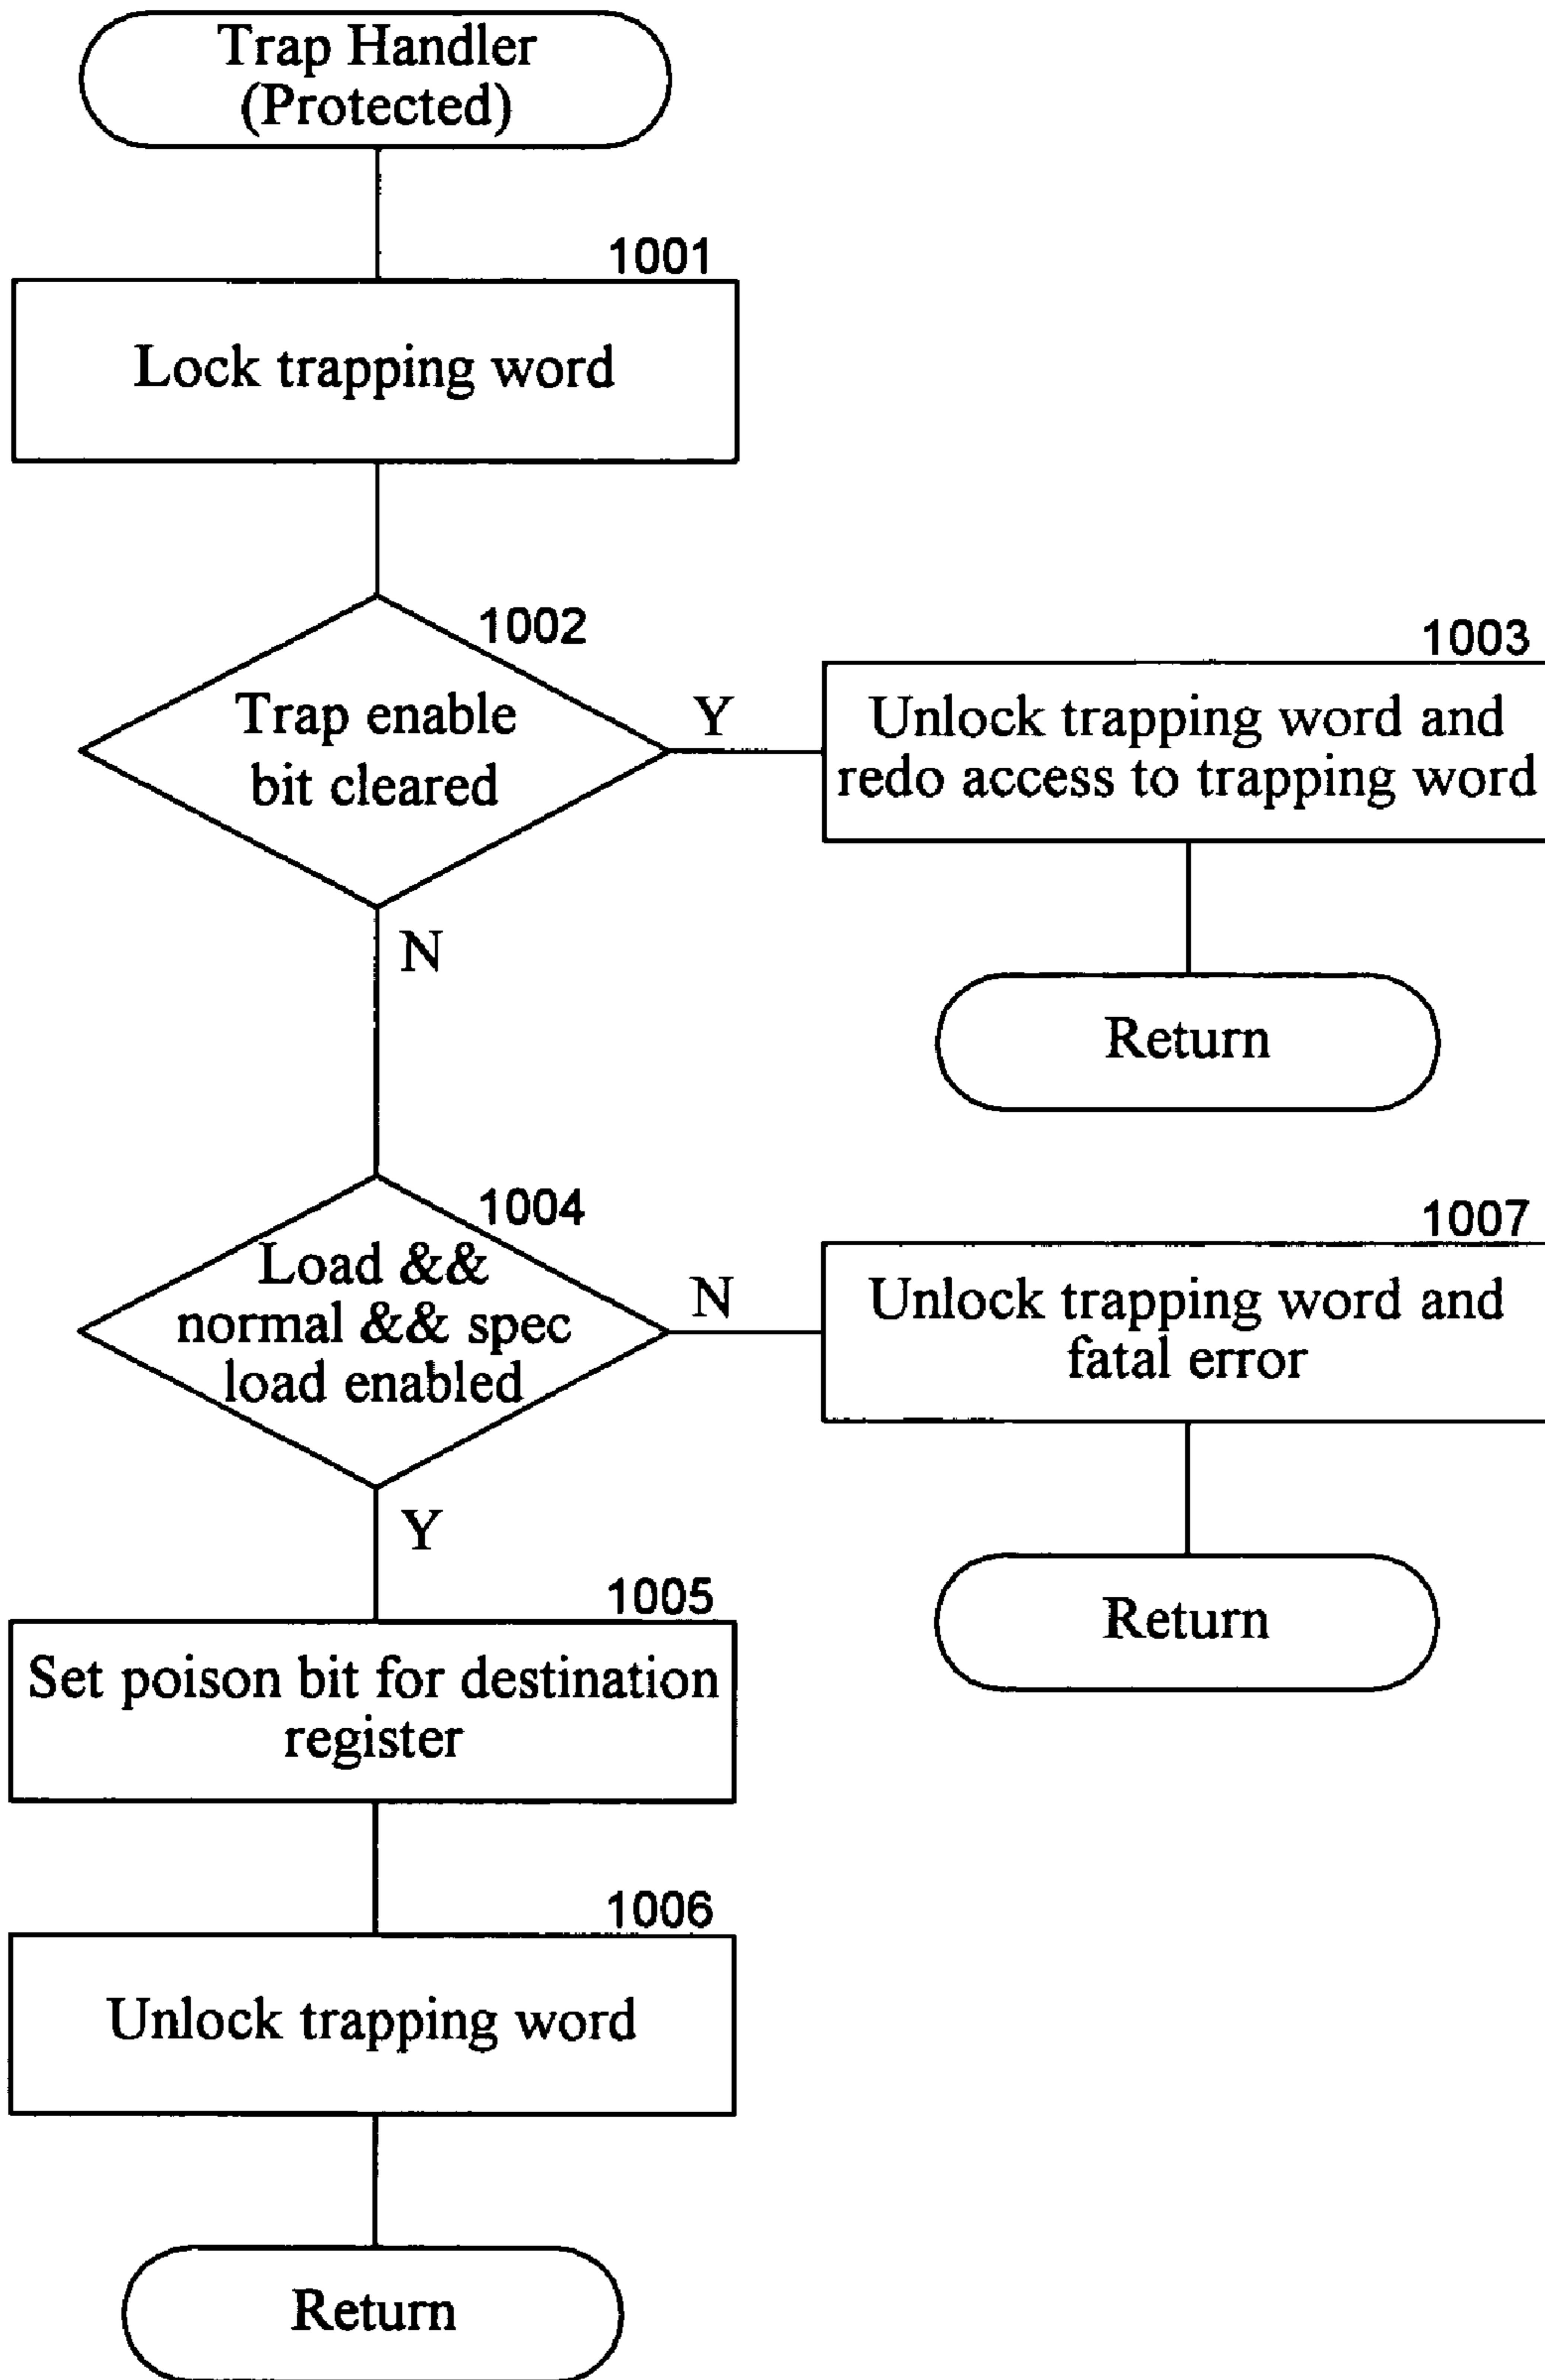 Trap Handler
(Protected)
1001
Lock trapping word
1002
Trap enable
bit cleared
Y
N
1003
Unlock trapping word and
redo access to trapping word
Return
1004
Load &&
normal && spec
load enabled
N
Y
1007
Unlock trapping word and
fatal error
Return
1005
Set poison bit for destination
register
1006
Unlock trapping word
Return